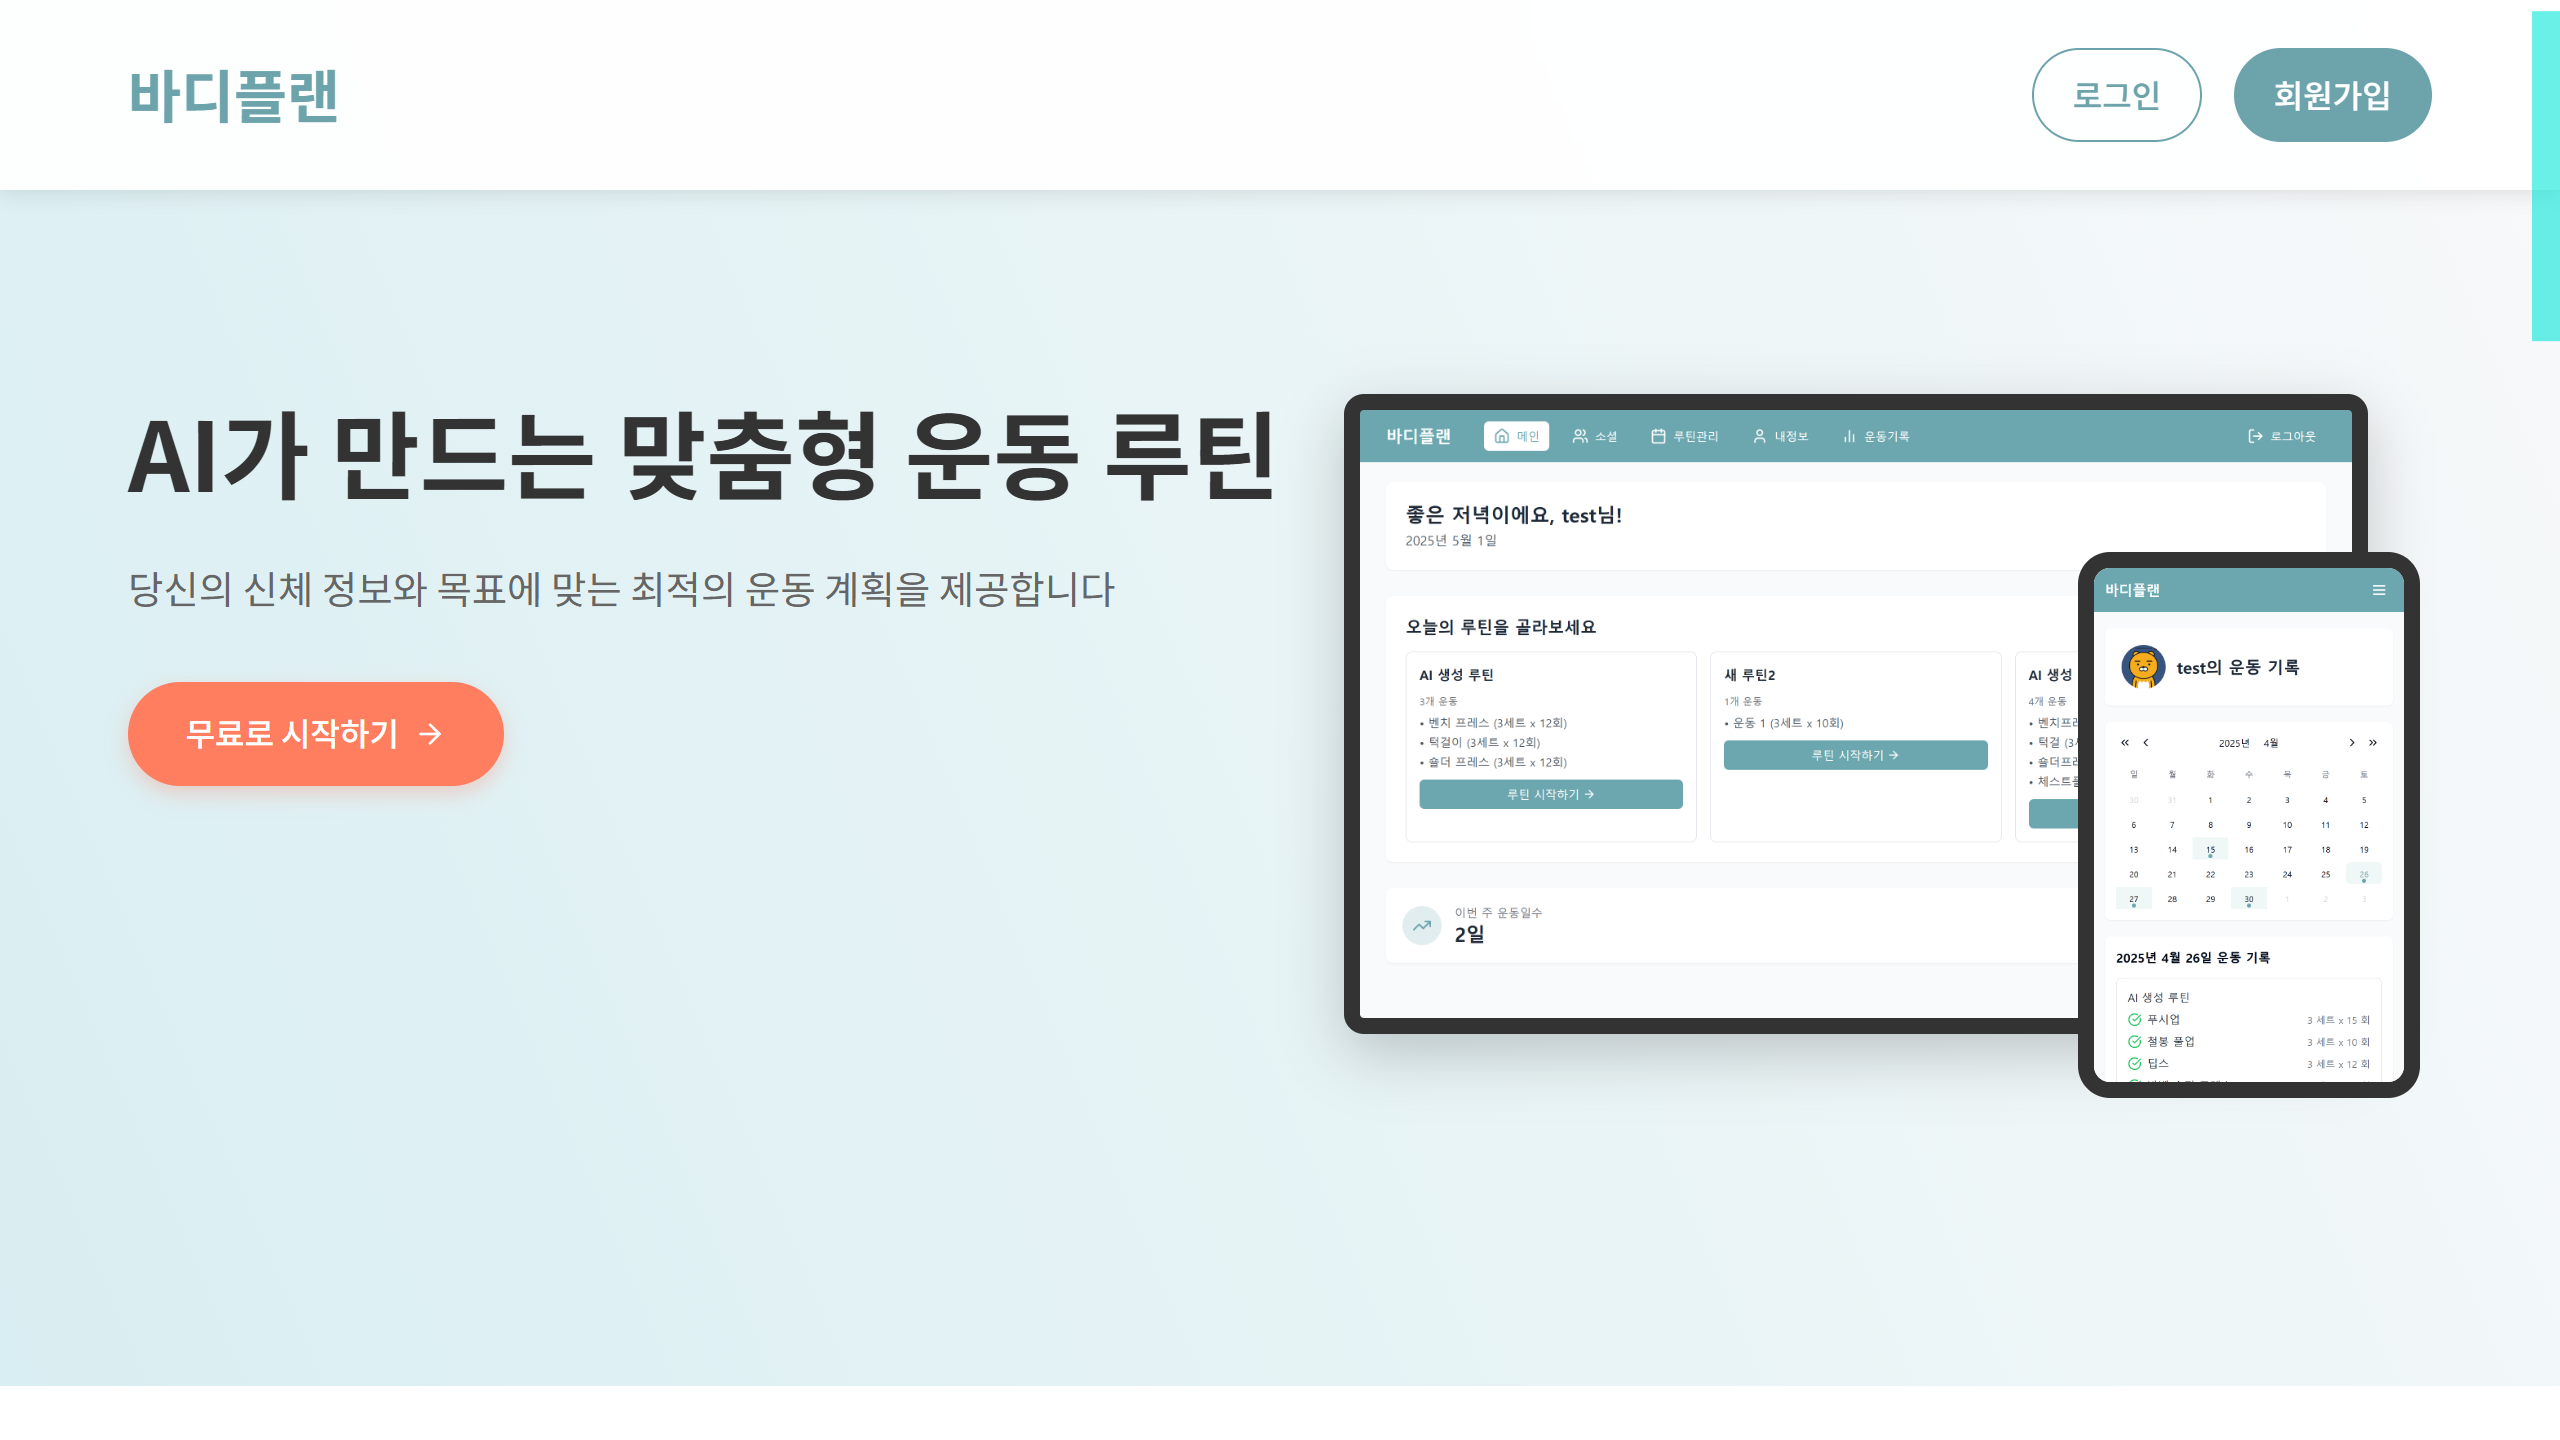 바디플랜
로그인
회원가입
AI가 만드는 맞춤형 운동 루틴
당신의 신체 정보와 목표에 맞는 최적의 운동 계획을 제공합니다
무료로 시작하기
바디플랜
메인
소셜
루틴관리
내정보
운동기록
로그아웃
좋은 저녁이에요, test님!
2025년 5월 1일
오늘의 루틴을 골라보세요
AI 생성 루틴
3개 운동
• 벤치 프레스 (3세트 x 12회)
• 턱걸이 (3세트 x 12회)
• 숄더 프레스 (3세트 x 12회)
루틴 시작하기
새 루틴2
1개 운동
• 운동 1 (3세트 x 10회)
루틴 시작하기
AI 생성
4개 운동
• 벤치프레
• 턱걸 (3
• 숄더프레
• 체스트
이번 주 운동일수
2일
바디플랜
test의 운동 기록
« ‹ 2025년 4월 › »
일 월 화 수 목 금 토
30 31 1 2 3 4 5
6 7 8 9 10 11 12
13 14 15 16 17 18 19
20 21 22 23 24 25 26
27 28 29 30 1 2 3
2025년 4월 26일 운동 기록
AI 생성 루틴
푸시업 3 세트 x 15 회
철봉 풀업 3 세트 x 10 회
딥스 3 세트 x 12 회